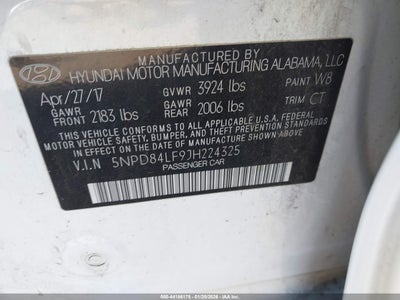 MANUFACTURED BY
HYUNDAI MOTOR MANUFACTURING ALABAMA, LLC
Apr/27/17 GVWR 3924 lbs PAINT W8
GAWR FRONT 2183 lbs GAWR REAR 2006 lbs TRIM CT
THIS VEHICLE CONFORMS TO ALL APPLICABLE FEDERAL
MOTOR VEHICLE SAFETY, BUMPER, AND THEFT PREVENTION STANDARDS
IN EFFECT ON THE DATE OF MANUFACTURE SHOWN ABOVE.
V.I.N 5NPD84LF9JH224325
PASSENGER CAR